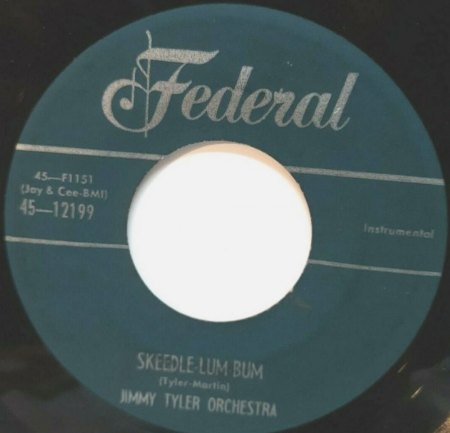 Federal
45—F1151
(Jay & Cee-BMI)
45—12199
Instrumental
SKEEDLE-LUM-BUM
(Tyler-Martin)
JIMMY TYLER ORCHESTRA